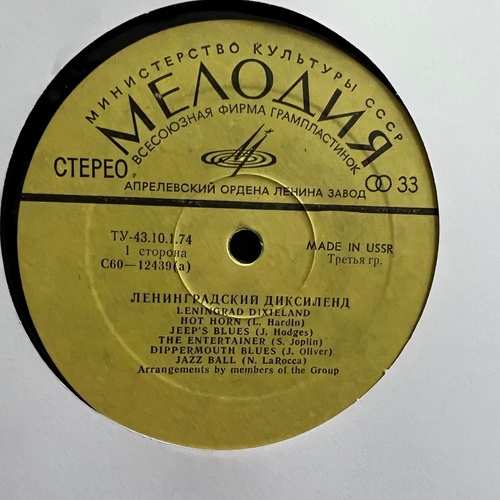 МИНИСТЕРСТВО КУЛЬТУРЫ СССР
МЕЛОДИЯ
ВСЕСОЮЗНАЯ ФИРМА ГРАМПЛАСТИНОК
СТЕРЕО
33
АПРЕЛЕВСКИЙ ОРДЕНА ЛЕНИНА ЗАВОД
ТУ-43.10.1.74
1 сторона
С60—12439(а)
MADE IN USSR
Третья гр.
ЛЕНИНГРАДСКИЙ ДИКСИЛЕНД
LENINGRAD DIXIELAND
HOT HORN (L. Hardin)
JEEP'S BLUES (J. Hodges)
THE ENTERTAINER (S. Joplin)
DIPPERMOUTH BLUES (J. Oliver)
JAZZ BALL (N. LaRocca)
Arrangements by members of the Group